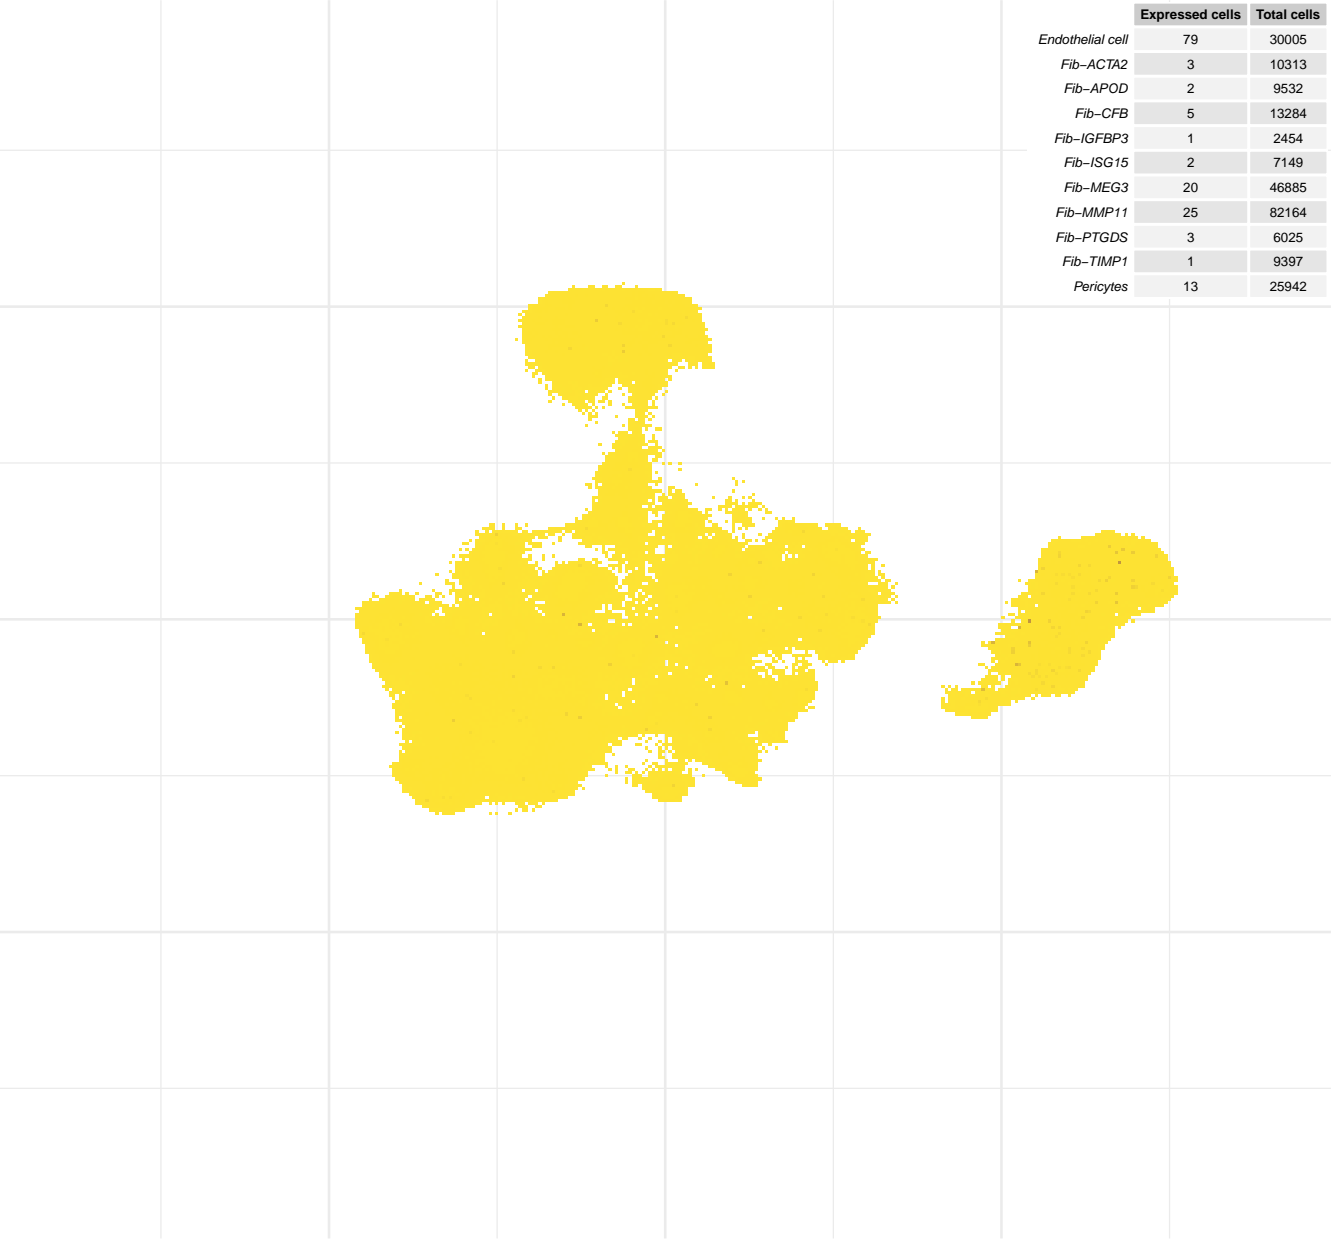 Expressed cells Total cells
Endothelial cell 79 30005
Fib−ACTA2 3 10313
Fib−APOD 2 9532
Fib−CFB 5 13284
Fib−IGFBP3 1 2454
Fib−ISG15 2 7149
Fib−MEG3 20 46885
Fib−MMP11 25 82164
Fib−PTGDS 3 6025
Fib−TIMP1 1 9397
Pericytes 13 25942